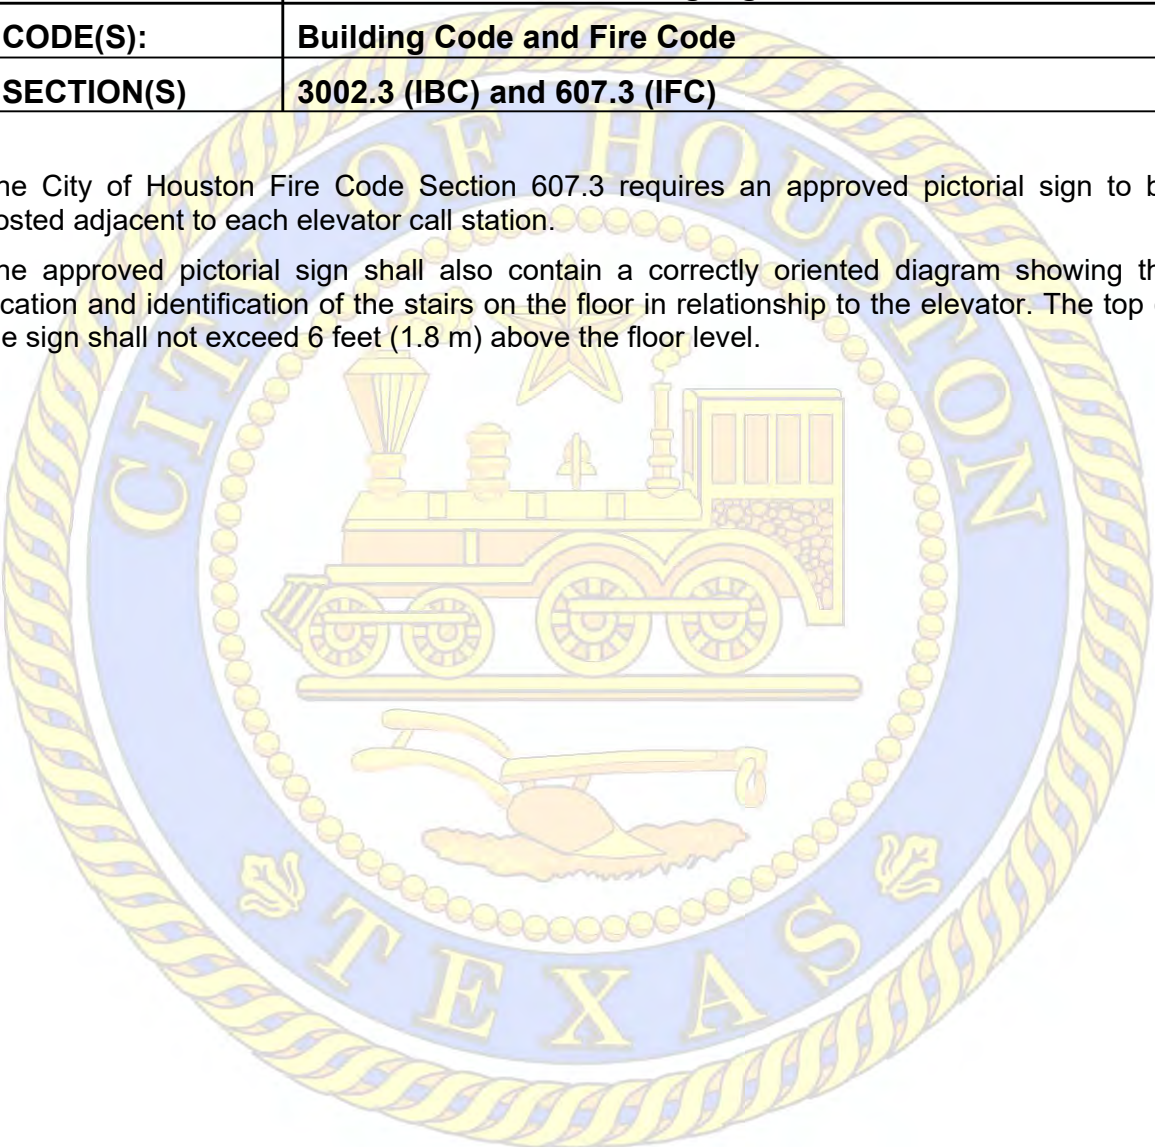 CODE(S): Building Code and Fire Code
SECTION(S) 3002.3 (IBC) and 607.3 (IFC)
he City of Houston Fire Code Section 607.3 requires an approved pictorial sign to b
osted adjacent to each elevator call station.
he approved pictorial sign shall also contain a correctly oriented diagram showing th
cation and identification of the stairs on the floor in relationship to the elevator. The top o
e sign shall not exceed 6 feet (1.8 m) above the floor level.
CITY OF HOUSTON
TEXAS